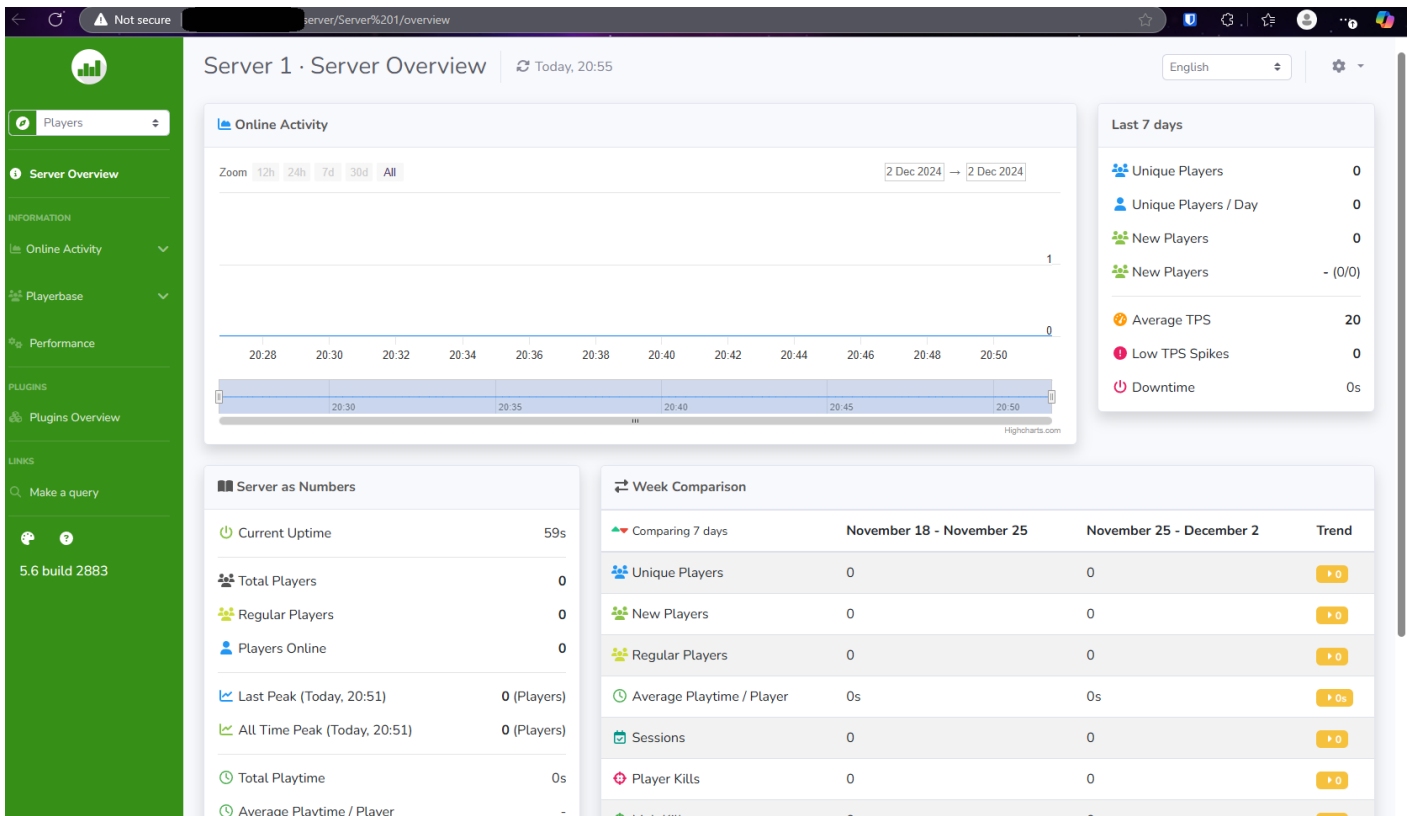 Not secure
server/Server%201/overview
Players
Server Overview
INFORMATION
Online Activity
Playerbase
Performance
PLUGINS
Plugins Overview
LINKS
Make a query
5.6 build 2883
Server 1 · Server Overview
Today, 20:55
English
Online Activity
Zoom 12h 24h 7d 30d All
2 Dec 2024 → 2 Dec 2024
1
0
20:28 20:30 20:32 20:34 20:36 20:38 20:40 20:42 20:44 20:46 20:48 20:50
20:30 20:35 20:40 20:45 20:50
Highcharts.com
Last 7 days
Unique Players 0
Unique Players / Day 0
New Players 0
New Players - (0/0)
Average TPS 20
Low TPS Spikes 0
Downtime 0s
Server as Numbers
Current Uptime 59s
Total Players 0
Regular Players 0
Players Online 0
Last Peak (Today, 20:51) 0 (Players)
All Time Peak (Today, 20:51) 0 (Players)
Total Playtime 0s
Average Playtime / Player -
Week Comparison
Comparing 7 days November 18 - November 25 November 25 - December 2 Trend
Unique Players 0 0 0
New Players 0 0 0
Regular Players 0 0 0
Average Playtime / Player 0s 0s 0s
Sessions 0 0 0
Player Kills 0 0 0